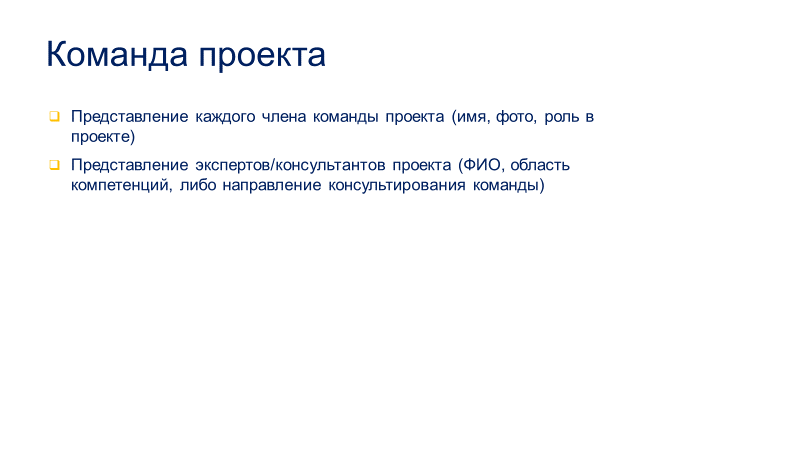 Команда проекта
Представление каждого члена команды проекта (имя, фото, роль в
проекте)
Представление экспертов/консультантов проекта (ФИО, область
компетенций, либо направление консультирования команды)